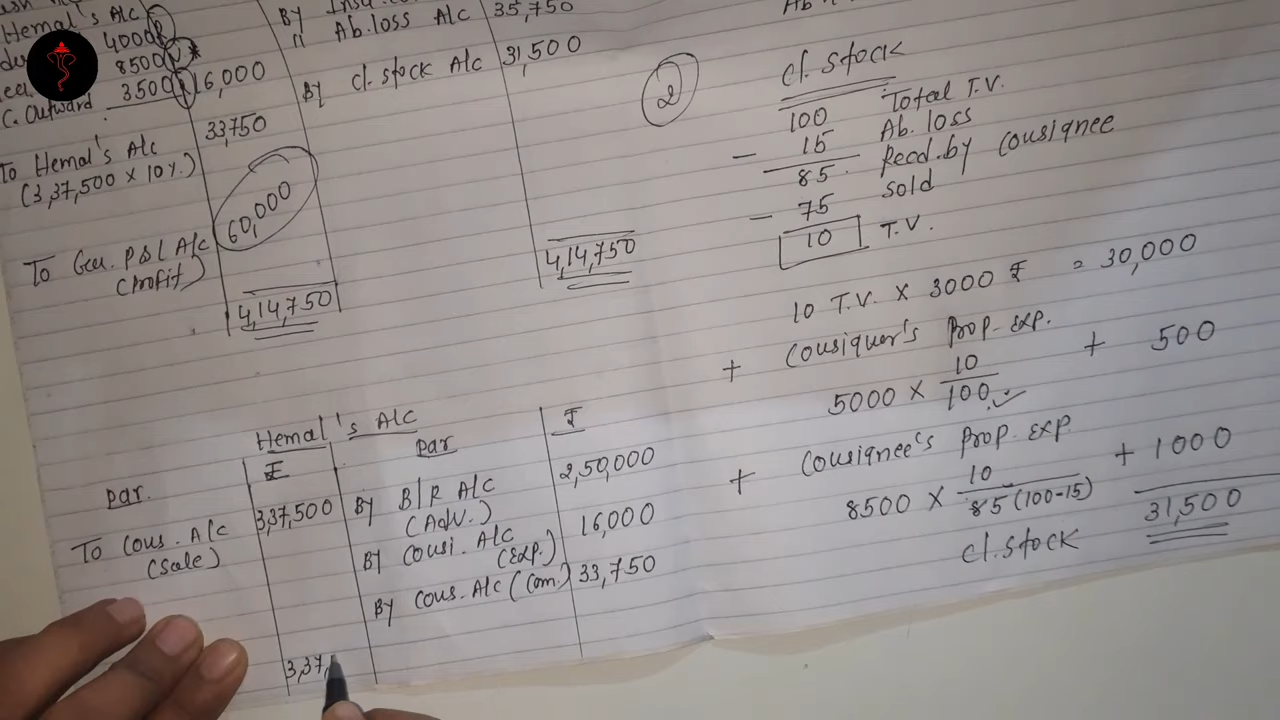 Hemal's A/c
4000
8500
3500 16,000
C. Outward
To Hemal's A/c 33750
(3,37,500 x 10%.)
To Gen. P&L A/c 60,000
(Profit)
4,14,750
By
" Ab. loss A/c 35,750
By Cl. stock A/c 31,500
4,14,750
2
Cl. Stock
100 Total T.V.
- 15 Ab. loss
85 Recd. by Consignee
- 75 Sold
10 T.V.
10 T.V. x 3000 ₹ = 30,000
+ Consignor's Prop. Exp.
5000 x 10/100 + 500
+ Consignee's Prop. Exp.
8500 x 10/85 (100-15) + 1000
Cl. Stock 31,500
Hemal's A/c
Par. ₹ Par ₹
To Cons. A/c 3,37,500 By B/R A/c 2,50,000
(Sale) (Adv.)
By Consi. A/c 16,000
(Exp.)
By Cons. A/c (Com.) 33,750
3,37,